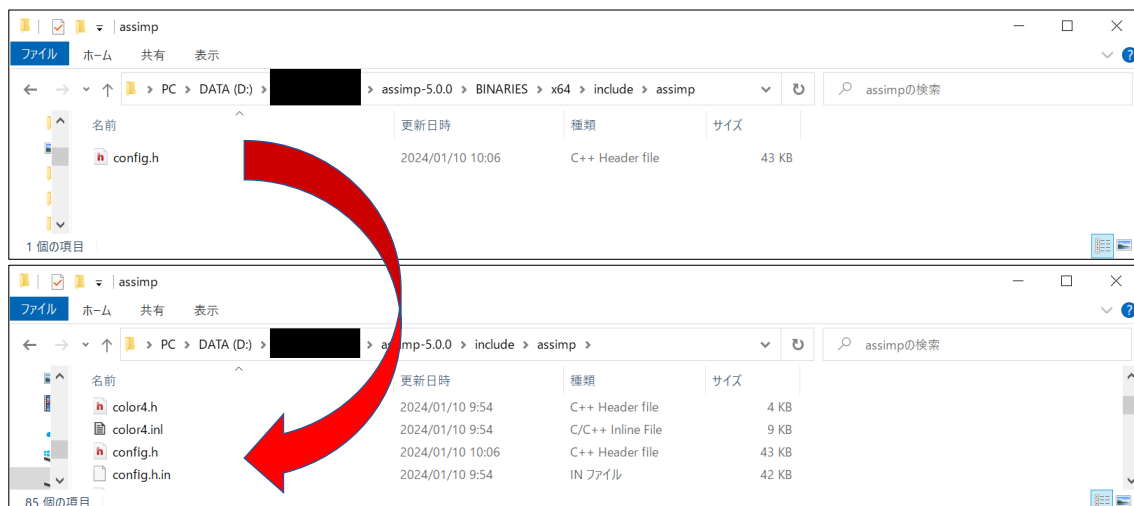 assimp
ファイル ホーム 共有 表示
PC > DATA (D:) > > assimp-5.0.0 > BINARIES > x64 > include > assimp assimpの検索
名前 更新日時 種類 サイズ
config.h 2024/01/10 10:06 C++ Header file 43 KB
1 個の項目
assimp
ファイル ホーム 共有 表示
PC > DATA (D:) > > assimp-5.0.0 > include > assimp > assimpの検索
名前 更新日時 種類 サイズ
color4.h 2024/01/10 9:54 C++ Header file 4 KB
color4.inl 2024/01/10 9:54 C/C++ Inline File 9 KB
config.h 2024/01/10 10:06 C++ Header file 43 KB
config.h.in 2024/01/10 9:54 IN ファイル 42 KB
85 個の項目